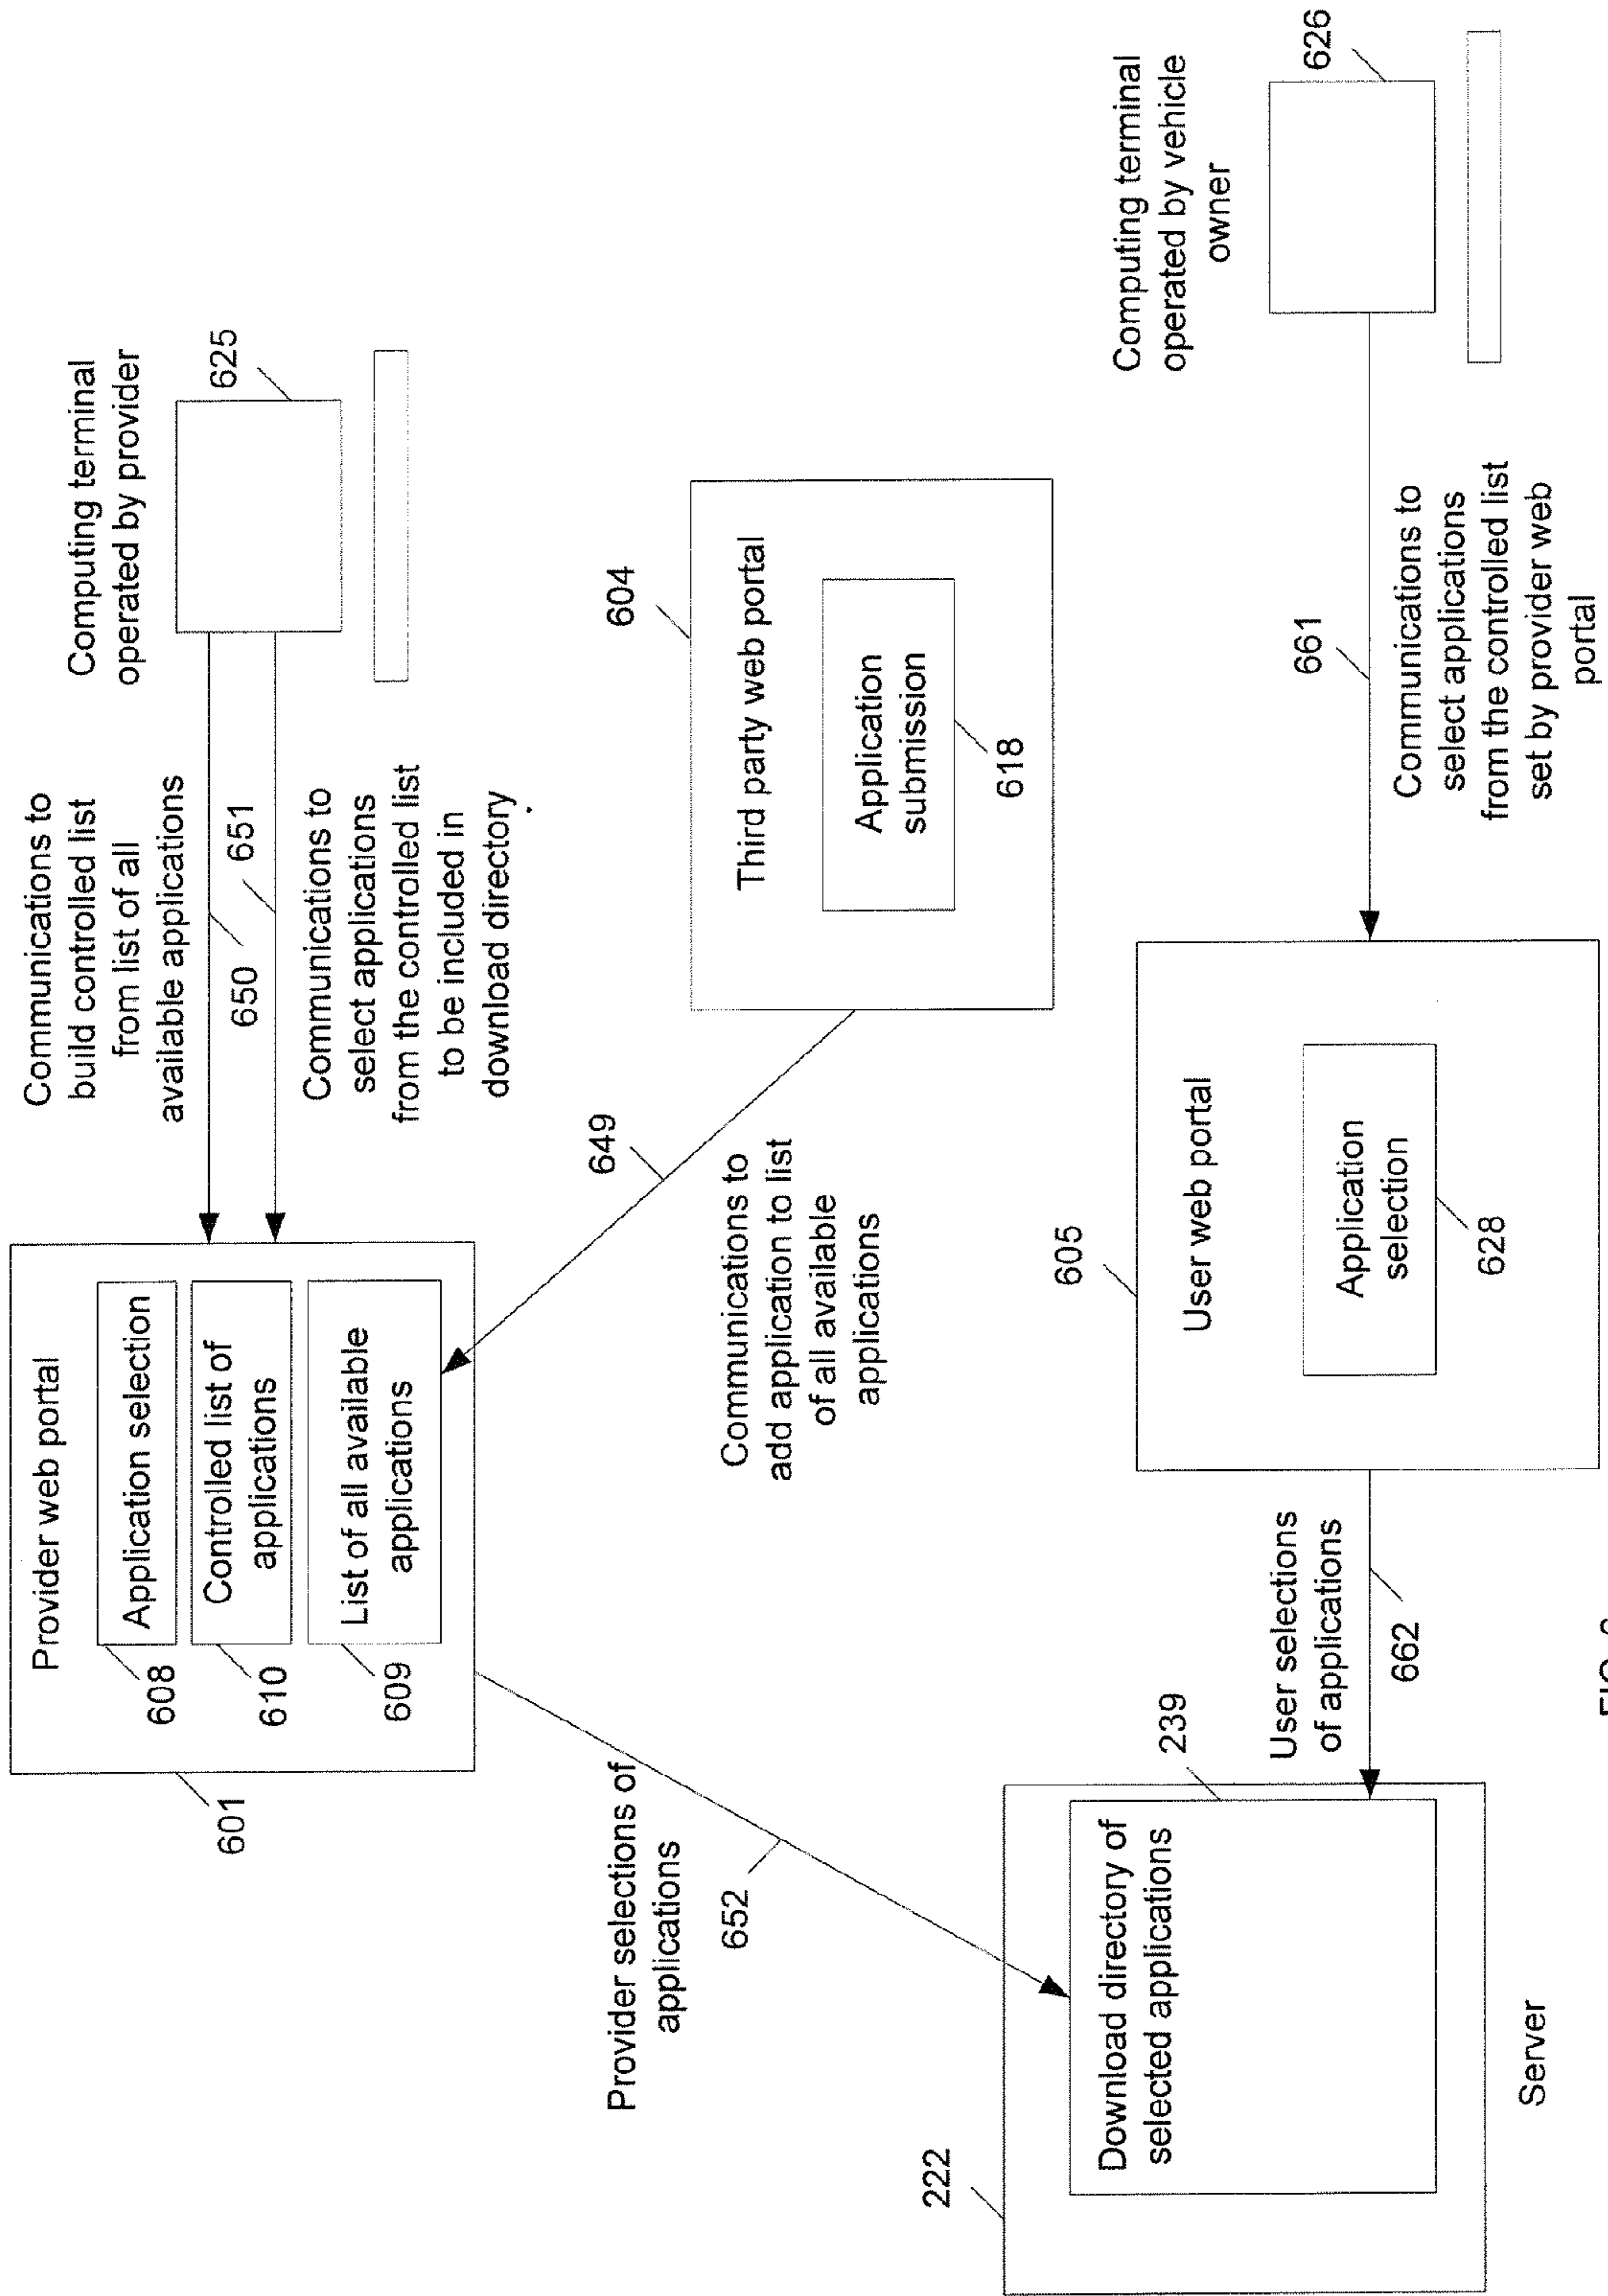 Provider web portal
Application selection
608
Controlled list of
applications
610
List of all available
applications
609
601
Communications to
build controlled list
from list of all
available applications
650
651
Communications to
select applications
from the controlled list
to be included in
download directory
Computing terminal
operated by provider
625
604
Third party web portal
Application
submission
618
649
Communications to
add application to list
of all available
applications
Provider selections of
applications
652
222
Download directory of
selected applications
239
Server
User selections
of applications
662
605
User web portal
Application
selection
628
661
Communications to
select applications
from the controlled list
set by provider web
portal
Computing terminal
operated by vehicle
owner
626
FIG.